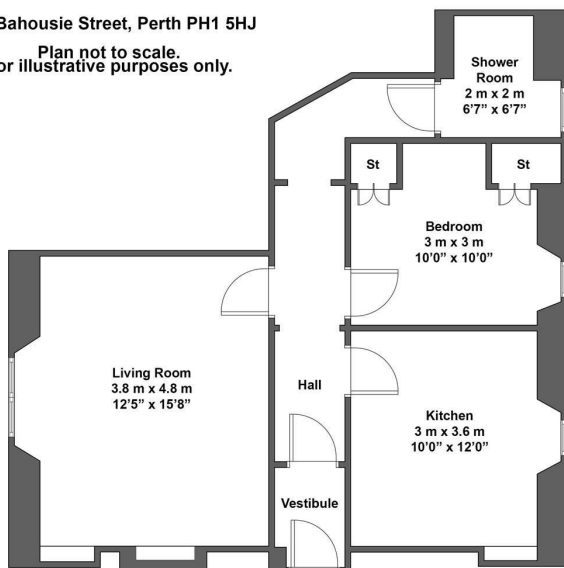 Bahousie Street, Perth PH1 5HJ
Plan not to scale.
or illustrative purposes only.
Shower
Room
2 m x 2 m
6'7" x 6'7"
St
St
Bedroom
3 m x 3 m
10'0" x 10'0"
Living Room
3.8 m x 4.8 m
12'5" x 15'8"
Hall
Kitchen
3 m x 3.6 m
10'0" x 12'0"
Vestibule